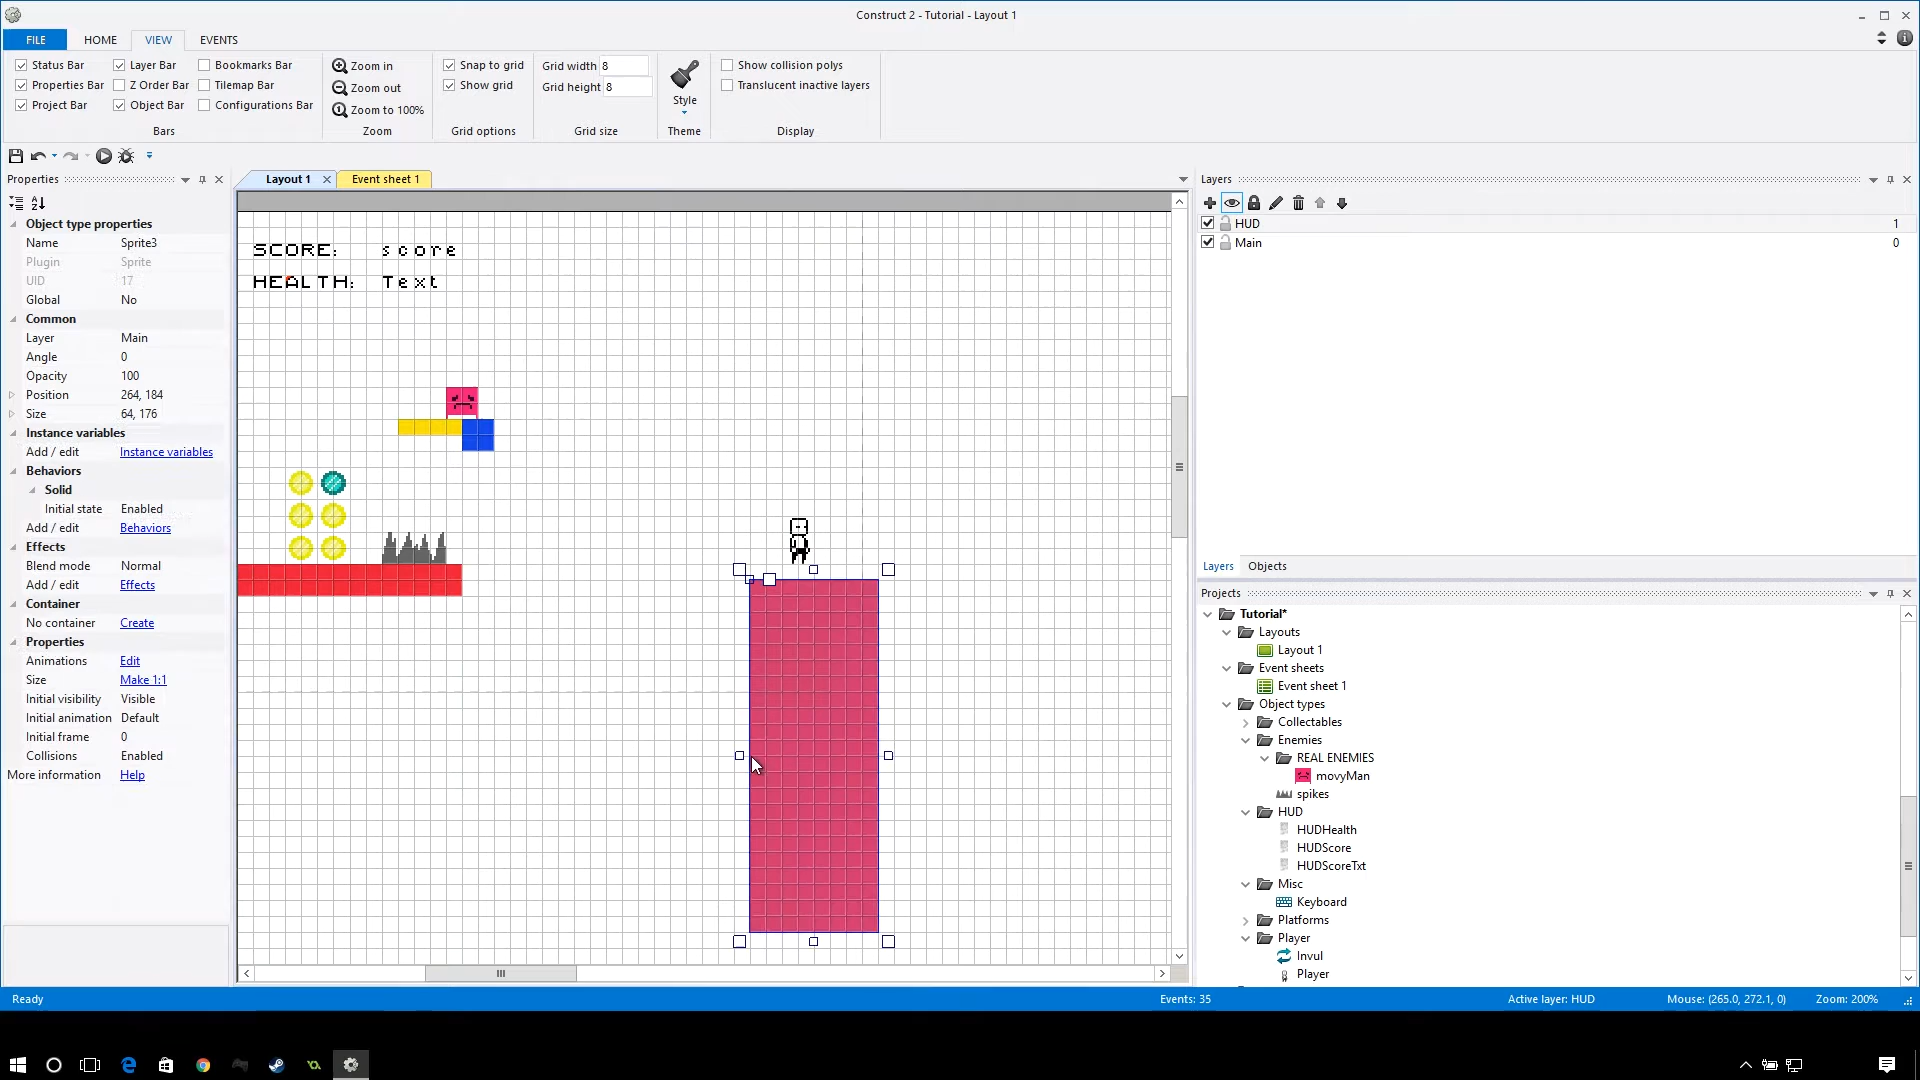 Construct 2 - Tutorial - Layout 1
FILE HOME VIEW EVENTS
Status Bar Layer Bar Bookmarks Bar Zoom in Snap to grid Grid width 8 Show collision polys
Properties Bar Z Order Bar Tilemap Bar Zoom out Show grid Grid height 8 Style Translucent inactive layers
Project Bar Object Bar Configurations Bar Zoom to 100%
Bars Zoom Grid options Grid size Theme Display
Properties Layout 1 Event sheet 1 Layers
Object type properties
Name Sprite3
Plugin Sprite
UID 17
Global No
Common
Layer Main
Angle 0
Opacity 100
Position 264, 184
Size 64, 176
Instance variables
Add / edit Instance variables
Behaviors
Solid
Initial state Enabled
Add / edit Behaviors
Effects
Blend mode Normal
Add / edit Effects
Container
No container Create
Properties
Animations Edit
Size Make 1:1
Initial visibility Visible
Initial animation Default
Initial frame 0
Collisions Enabled
More information Help
SCORE: score
HEALTH: Text
HUD 1
Main 0
Layers Objects
Projects
Tutorial*
Layouts
Layout 1
Event sheets
Event sheet 1
Object types
Collectables
Enemies
REAL ENEMIES
movyMan
spikes
HUD
HUDHealth
HUDScore
HUDScoreTxt
Misc
Keyboard
Platforms
Player
Invul
Player
Ready Events: 35 Active layer: HUD Mouse: (265.0, 272.1, 0) Zoom: 200%